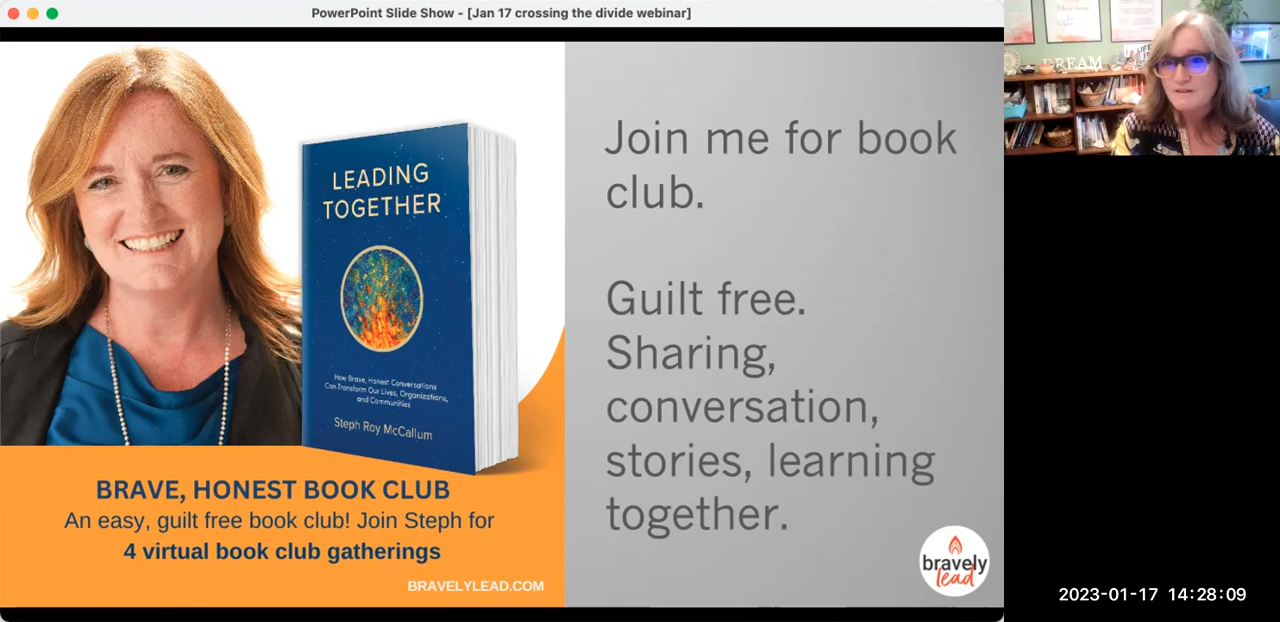 PowerPoint Slide Show - [Jan 17 crossing the divide webinar]
LEADING
TOGETHER
How Brave, Honest Conversations
Can Transform Our Lives, Organizations,
and Communities
Steph Roy McCallum
BRAVE, HONEST BOOK CLUB
An easy, guilt free book club! Join Steph for
4 virtual book club gatherings
BRAVELYLEAD.COM
Join me for book
club.
Guilt free.
Sharing,
conversation,
stories, learning
together.
bravely
lead
DREAM
2023-01-17 14:28:09